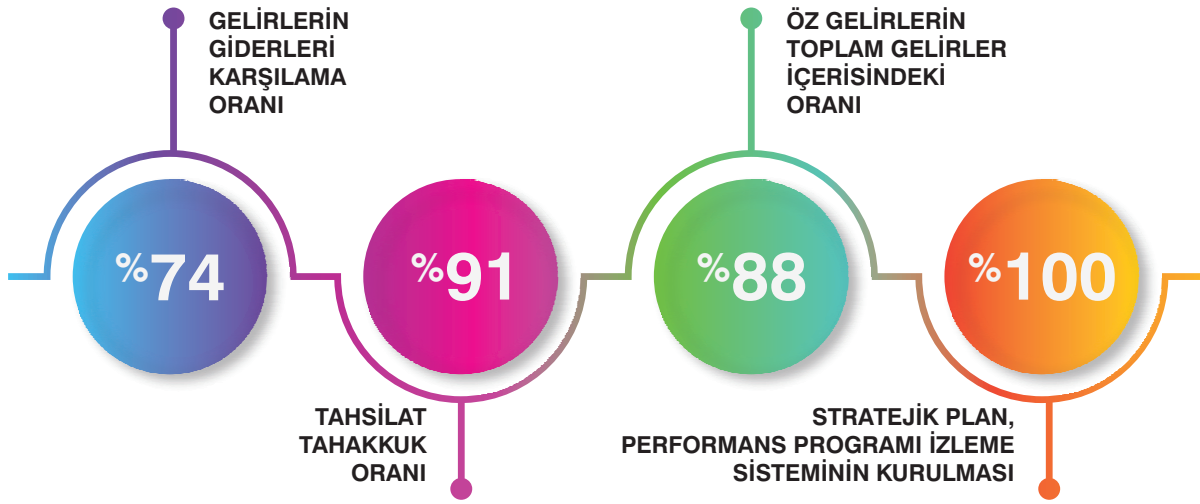 GELİRLERİN
GİDERLERİ
KARŞILAMA
ORANI
%74
%91
TAHSİLAT
TAHAKKUK
ORANI
ÖZ GELİRLERİN
TOPLAM GELİRLER
İÇERİSİNDEKİ
ORANI
%88
%100
STRATEJİK PLAN,
PERFORMANS PROGRAMI İZLEME
SİSTEMİNİN KURULMASI